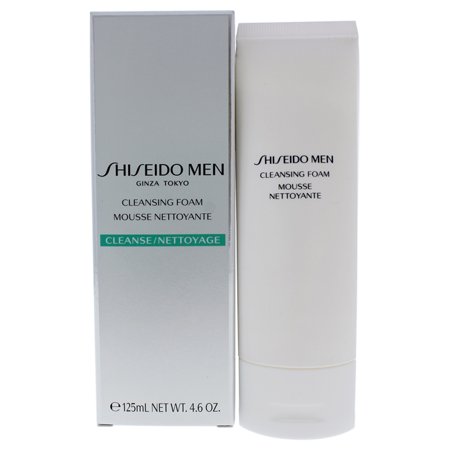 SHISEIDO MEN
GINZA TOKYO
CLEANSING FOAM
MOUSSE NETTOYANTE
CLEANSE/NETTOYAGE
℮125mL NET WT. 4.6 OZ.
SHISEIDO MEN
CLEANSING FOAM
MOUSSE
NETTOYANTE